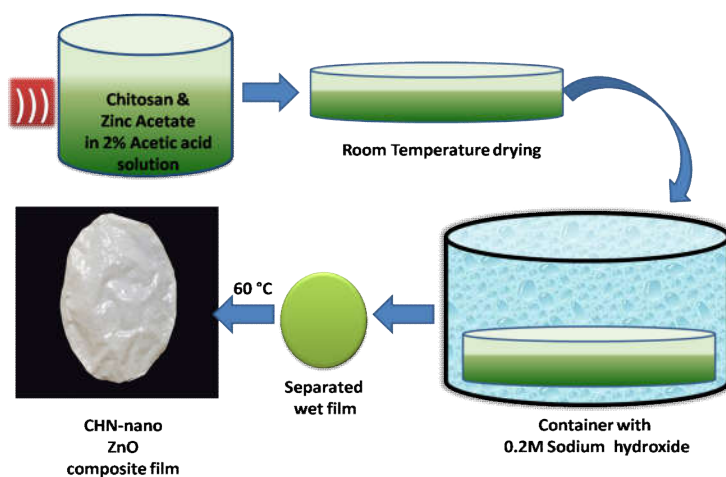 Chitosan &
Zinc Acetate
in 2% Acetic acid
solution
Room Temperature drying
Container with
0.2M Sodium hydroxide
Separated
wet film
60 °C
CHN-nano
ZnO
composite film